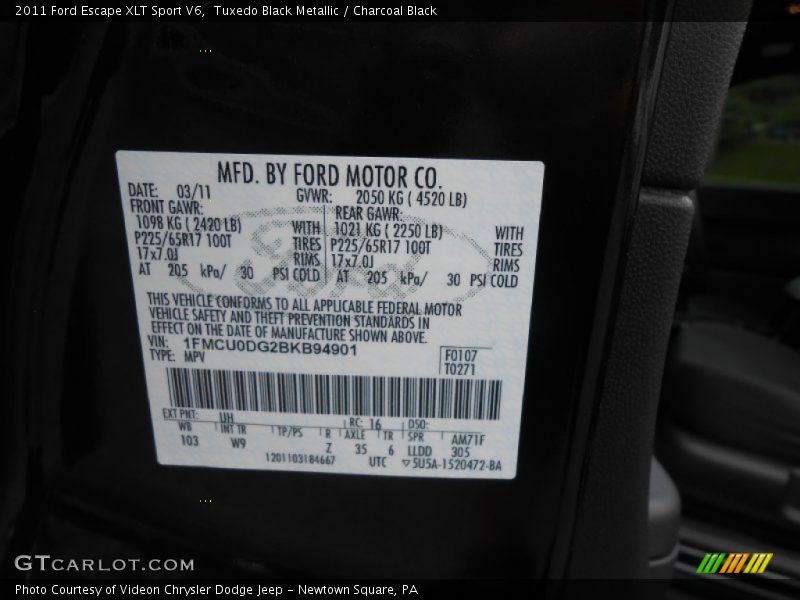 2011 Ford Escape XLT Sport V6,  Tuxedo Black Metallic / Charcoal Black
MFD. BY FORD MOTOR CO.
DATE: 03/11 GVWR: 2050 KG ( 4520 LB)
FRONT GAWR: REAR GAWR:
1098 KG ( 2420 LB) WITH 1021 KG ( 2250 LB) WITH
P225/65R17 100T TIRES P225/65R17 100T TIRES
17x7.0J RIMS 17x7.0J RIMS
AT 205 kPa/ 30 PSI COLD AT 205 kPa/ 30 PSI COLD
Ford
THIS VEHICLE CONFORMS TO ALL APPLICABLE FEDERAL MOTOR
VEHICLE SAFETY AND THEFT PREVENTION STANDARDS IN
EFFECT ON THE DATE OF MANUFACTURE SHOWN ABOVE.
VIN: 1FMCU0DG2BKB94901
TYPE: MPV
F0107
T0271
EXT PNT: UH RC: 16 DSO:
WB INT TR TP/PS R AXLE TR SPR AM71F
103 W9 Z 35 6 LLDD 305
1201103184667 UTC ▽5U5A-1520472-BA
GTCARLOT.COM
Photo Courtesy of Videon Chrysler Dodge Jeep - Newtown Square, PA